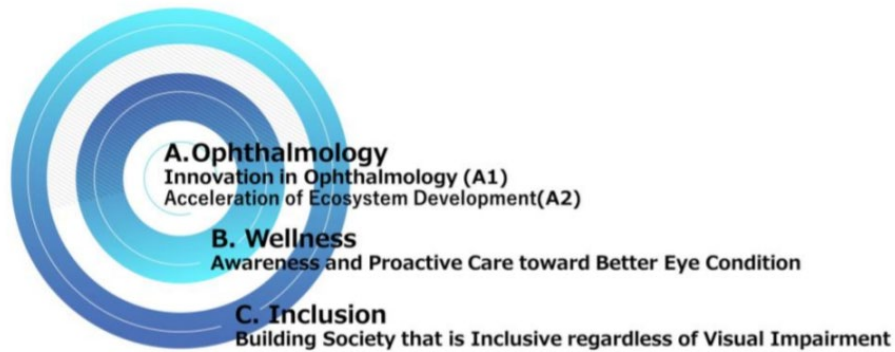 A.Ophthalmology
Innovation in Ophthalmology (A1)
Acceleration of Ecosystem Development(A2)
B. Wellness
Awareness and Proactive Care toward Better Eye Condition
C. Inclusion
Building Society that is Inclusive regardless of Visual Impairment